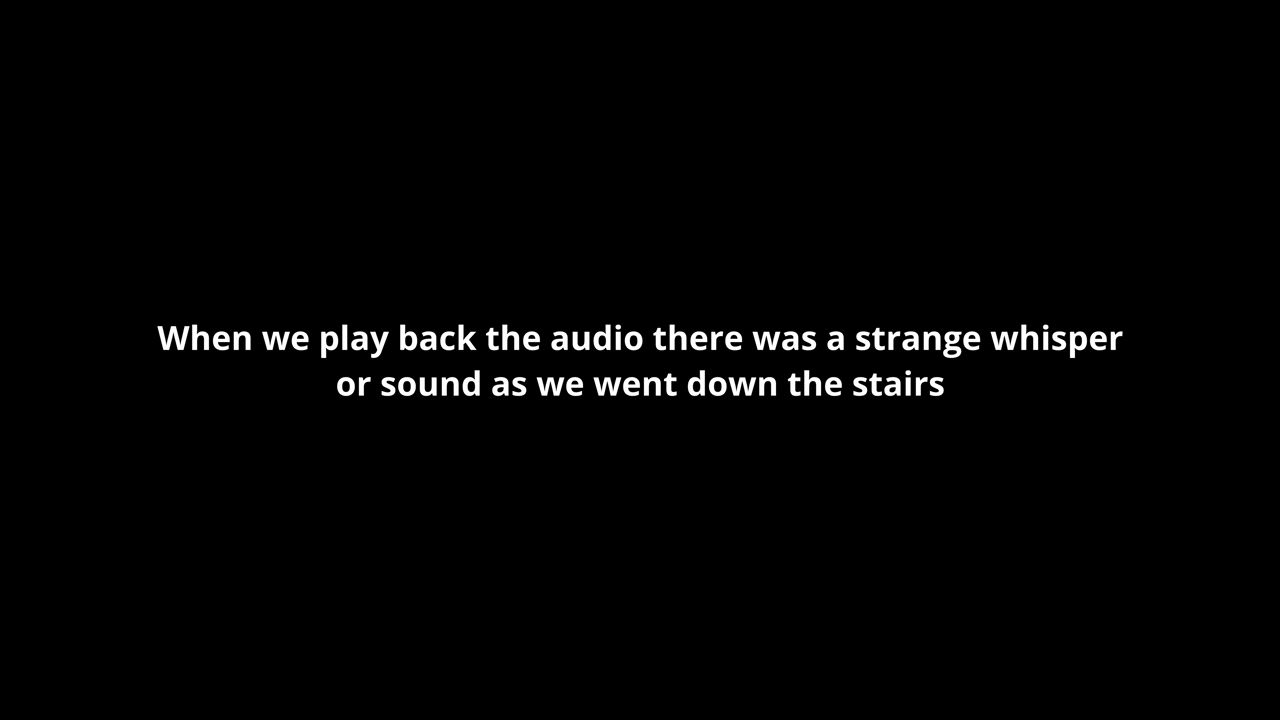 When we play back the audio there was a strange whisper
or sound as we went down the stairs